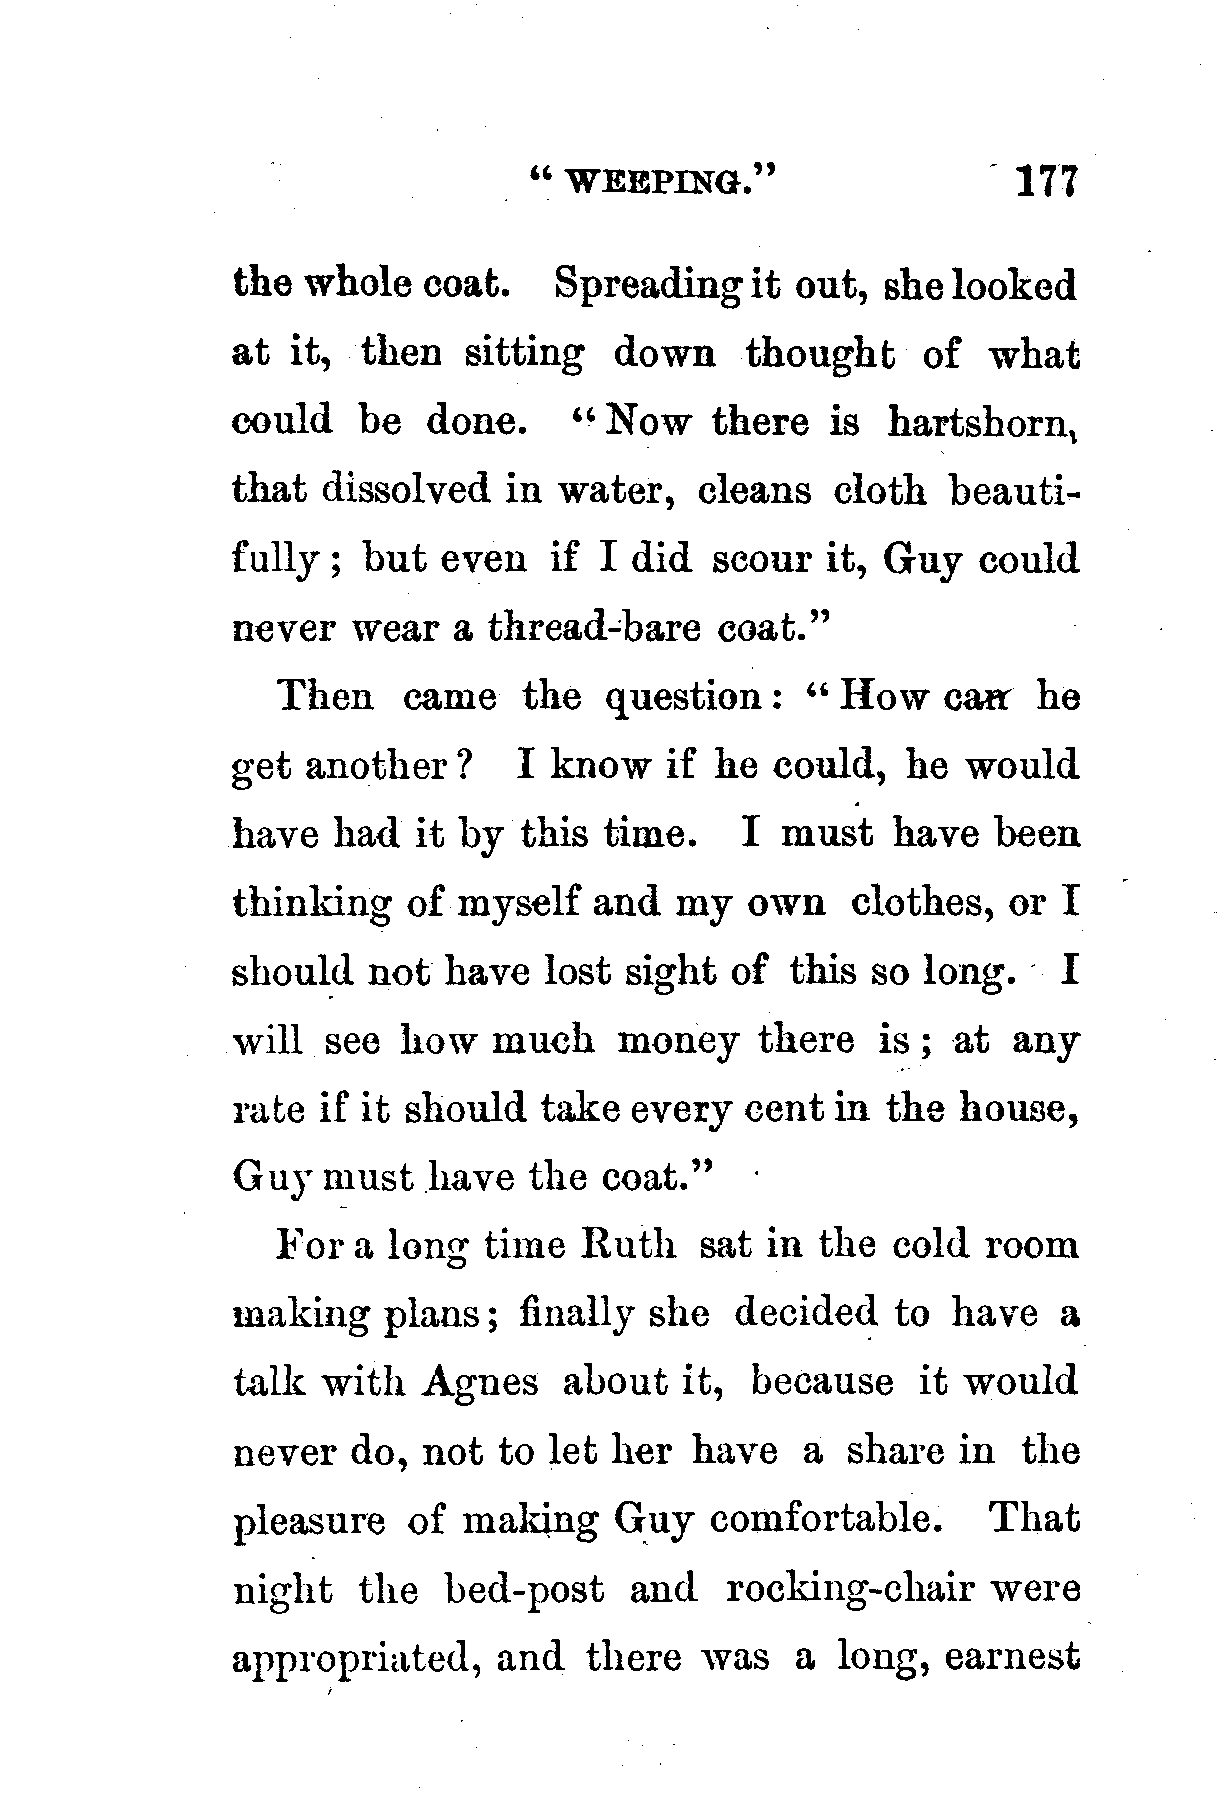 “ WEEPING.” 177
the whole coat. Spreading it out, she looked
at it, then sitting down thought of what
could be done. “ Now there is hartshorn,
that dissolved in water, cleans cloth beauti-
fully ; but even if I did scour it, Guy could
never wear a thread-bare coat.”
Then came the question : “ How can he
get another ? I know if he could, he would
have had it by this time. I must have been
thinking of myself and my own clothes, or I
should not have lost sight of this so long. I
will see how much money there is ; at any
rate if it should take every cent in the house,
Guy must have the coat.”
For a long time Ruth sat in the cold room
making plans ; finally she decided to have a
talk with Agnes about it, because it would
never do, not to let her have a share in the
pleasure of making Guy comfortable. That
night the bed-post and rocking-chair were
appropriated, and there was a long, earnest